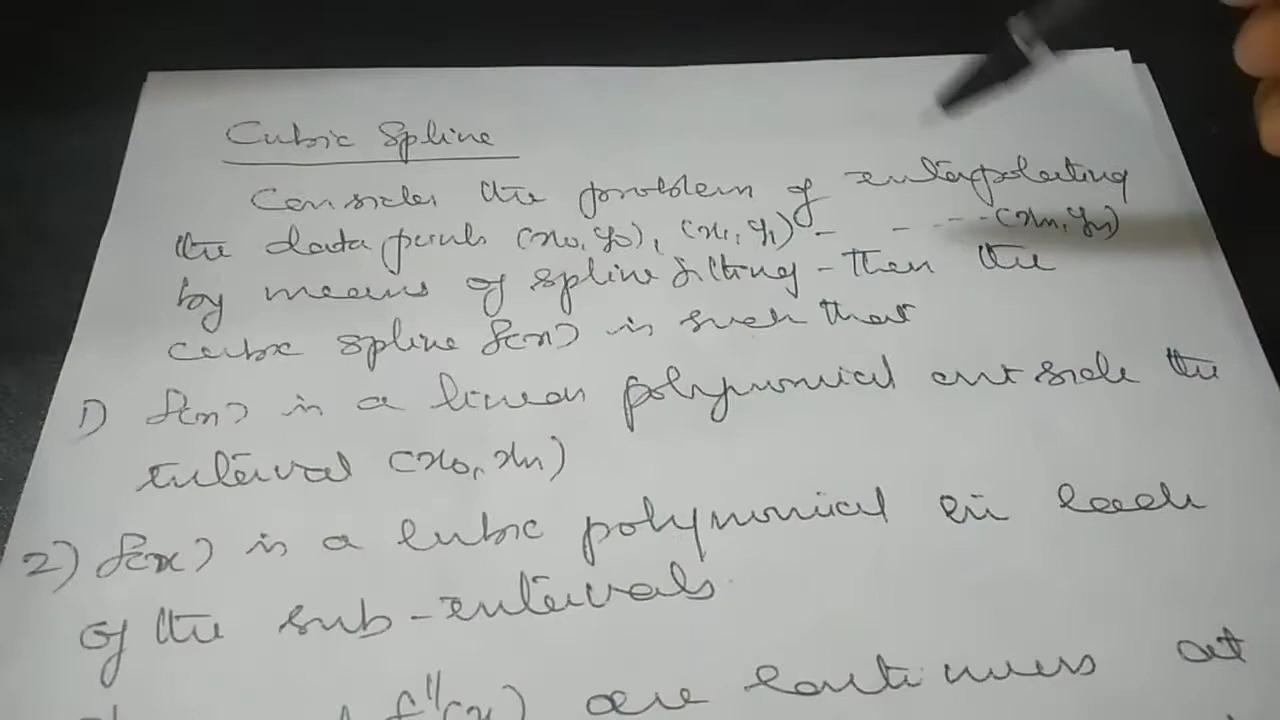 Cubic Spline
Consider the problem of interpolating
the data points (x0, y0), (x1, y1) - - --- (xn, yn)
by means of spline fitting - then the
cubic spline f(x) is such that
1) f(x) is a linear polynomial out side the
interval (x0, xn)
2) f(x) is a cubic polynomial in each
of the sub-intervals.
f''(x) are continuous at